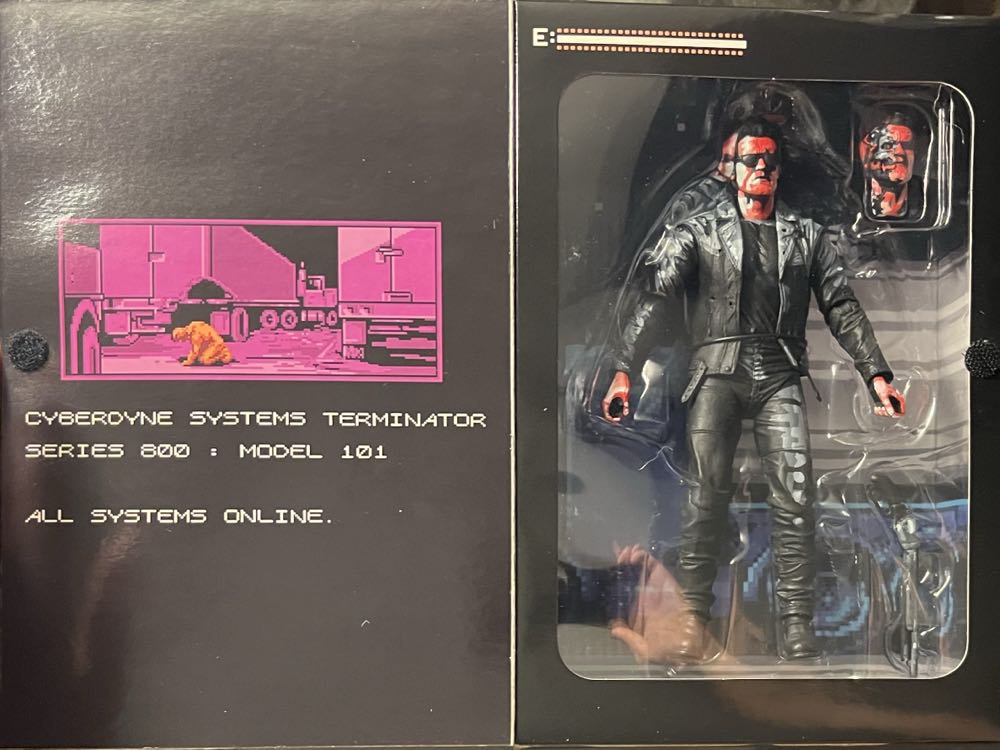 CYBERDYNE SYSTEMS TERMINATOR
SERIES 800 : MODEL 101
ALL SYSTEMS ONLINE.
E: